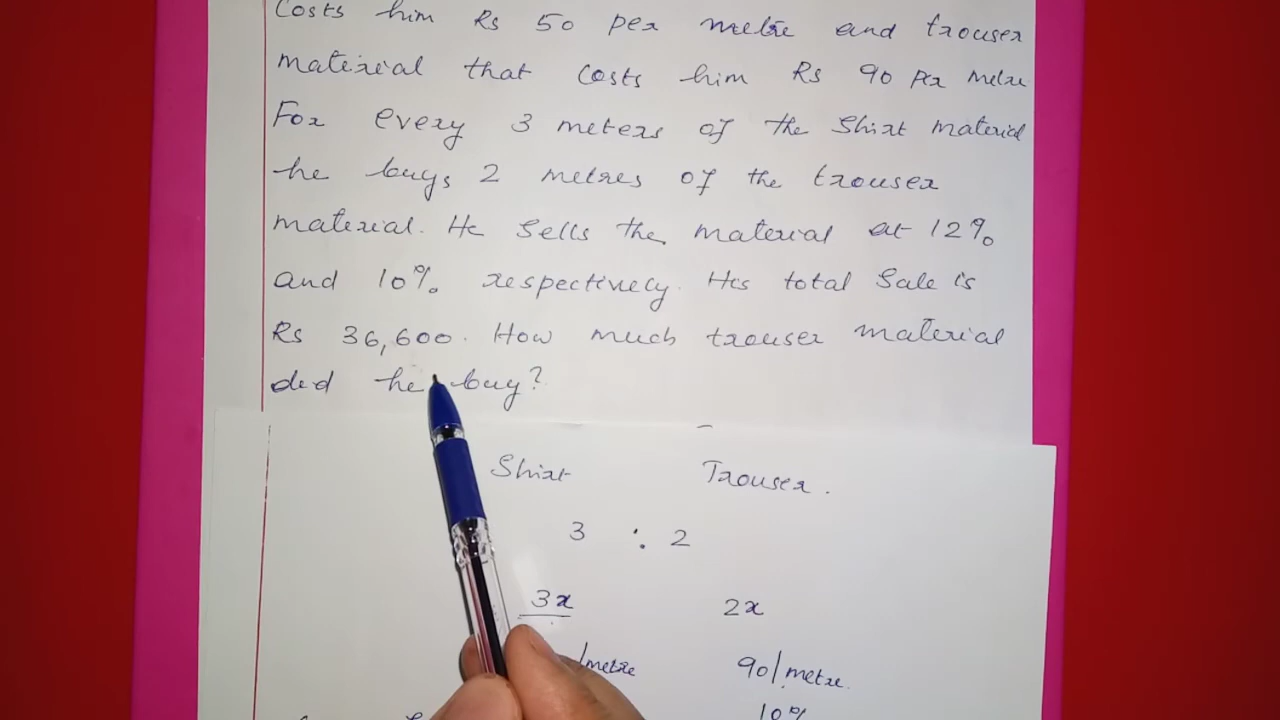 Costs him Rs 50 per metre and trouser
material that costs him Rs 90 per metre
For every 3 meters of the Shirt material
he buys 2 metres of the trouser
material. He Sells the material at 12%
and 10% respectively. His total Sale is
Rs 36,600. How much trouser material
did he buy?
Shirt Trouser.
3 : 2
3x 2x
/metre 90/metre.
10%